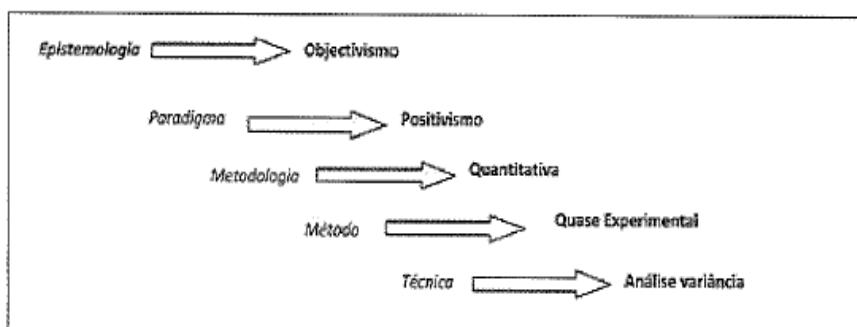 Epistemologia Objectivismo
Paradigma Positivismo
Metodologia Quantitativa
Método Quase Experimental
Técnica Análise variância